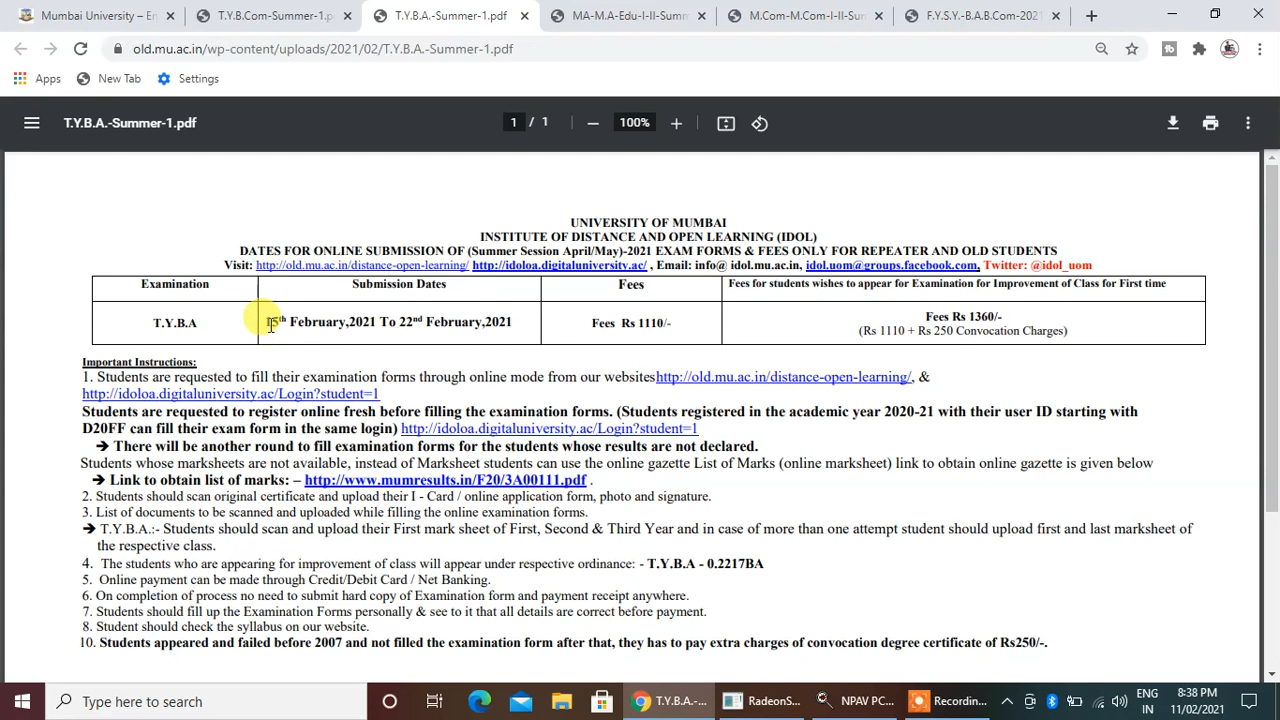 Mumbai University – En
T.Y.B.Com-Summer-1.p
T.Y.B.A.-Summer-1.pdf
MA-M.A-Edu-I-II-Summ
M.Com-M.Com-I-II-Sum
F.Y.S.Y.-B.A.B.Com-202
old.mu.ac.in/wp-content/uploads/2021/02/T.Y.B.A.-Summer-1.pdf
Apps
New Tab
Settings
T.Y.B.A.-Summer-1.pdf
1 / 1
100%
UNIVERSITY OF MUMBAI
INSTITUTE OF DISTANCE AND OPEN LEARNING (IDOL)
DATES FOR ONLINE SUBMISSION OF (Summer Session April/May)-2021 EXAM FORMS & FEES ONLY FOR REPEATER AND OLD STUDENTS
Visit: http://old.mu.ac.in/distance-open-learning/ http://idoloa.digitaluniversity.ac/ , Email: info@ idol.mu.ac.in, idol.uom@groups.facebook.com, Twitter: @idol_uom
Examination
Submission Dates
Fees
Fees for students wishes to appear for Examination for Improvement of Class for First time
T.Y.B.A
15th February,2021 To 22nd February,2021
Fees Rs 1110/-
Fees Rs 1360/-
(Rs 1110 + Rs 250 Convocation Charges)
Important Instructions:
1. Students are requested to fill their examination forms through online mode from our websiteshttp://old.mu.ac.in/distance-open-learning/, &
http://idoloa.digitaluniversity.ac/Login?student=1
Students are requested to register online fresh before filling the examination forms. (Students registered in the academic year 2020-21 with their user ID starting with
D20FF can fill their exam form in the same login) http://idoloa.digitaluniversity.ac/Login?student=1
➔ There will be another round to fill examination forms for the students whose results are not declared.
Students whose marksheets are not available, instead of Marksheet students can use the online gazette List of Marks (online marksheet) link to obtain online gazette is given below
➔ Link to obtain list of marks: – http://www.mumresults.in/F20/3A00111.pdf .
2. Students should scan original certificate and upload their I - Card / online application form, photo and signature.
3. List of documents to be scanned and uploaded while filling the online examination forms.
➔ T.Y.B.A.:- Students should scan and upload their First mark sheet of First, Second & Third Year and in case of more than one attempt student should upload first and last marksheet of
the respective class.
4. The students who are appearing for improvement of class will appear under respective ordinance: - T.Y.B.A - 0.2217BA
5. Online payment can be made through Credit/Debit Card / Net Banking.
6. On completion of process no need to submit hard copy of Examination form and payment receipt anywhere.
7. Students should fill up the Examination Forms personally & see to it that all details are correct before payment.
8. Student should check the syllabus on our website.
10. Students appeared and failed before 2007 and not filled the examination form after that, they has to pay extra charges of convocation degree certificate of Rs250/-.
Type here to search
T.Y.B.A.-...
RadeonS...
NPAV PC...
Recordin...
ENG
IN
8:38 PM
11/02/2021